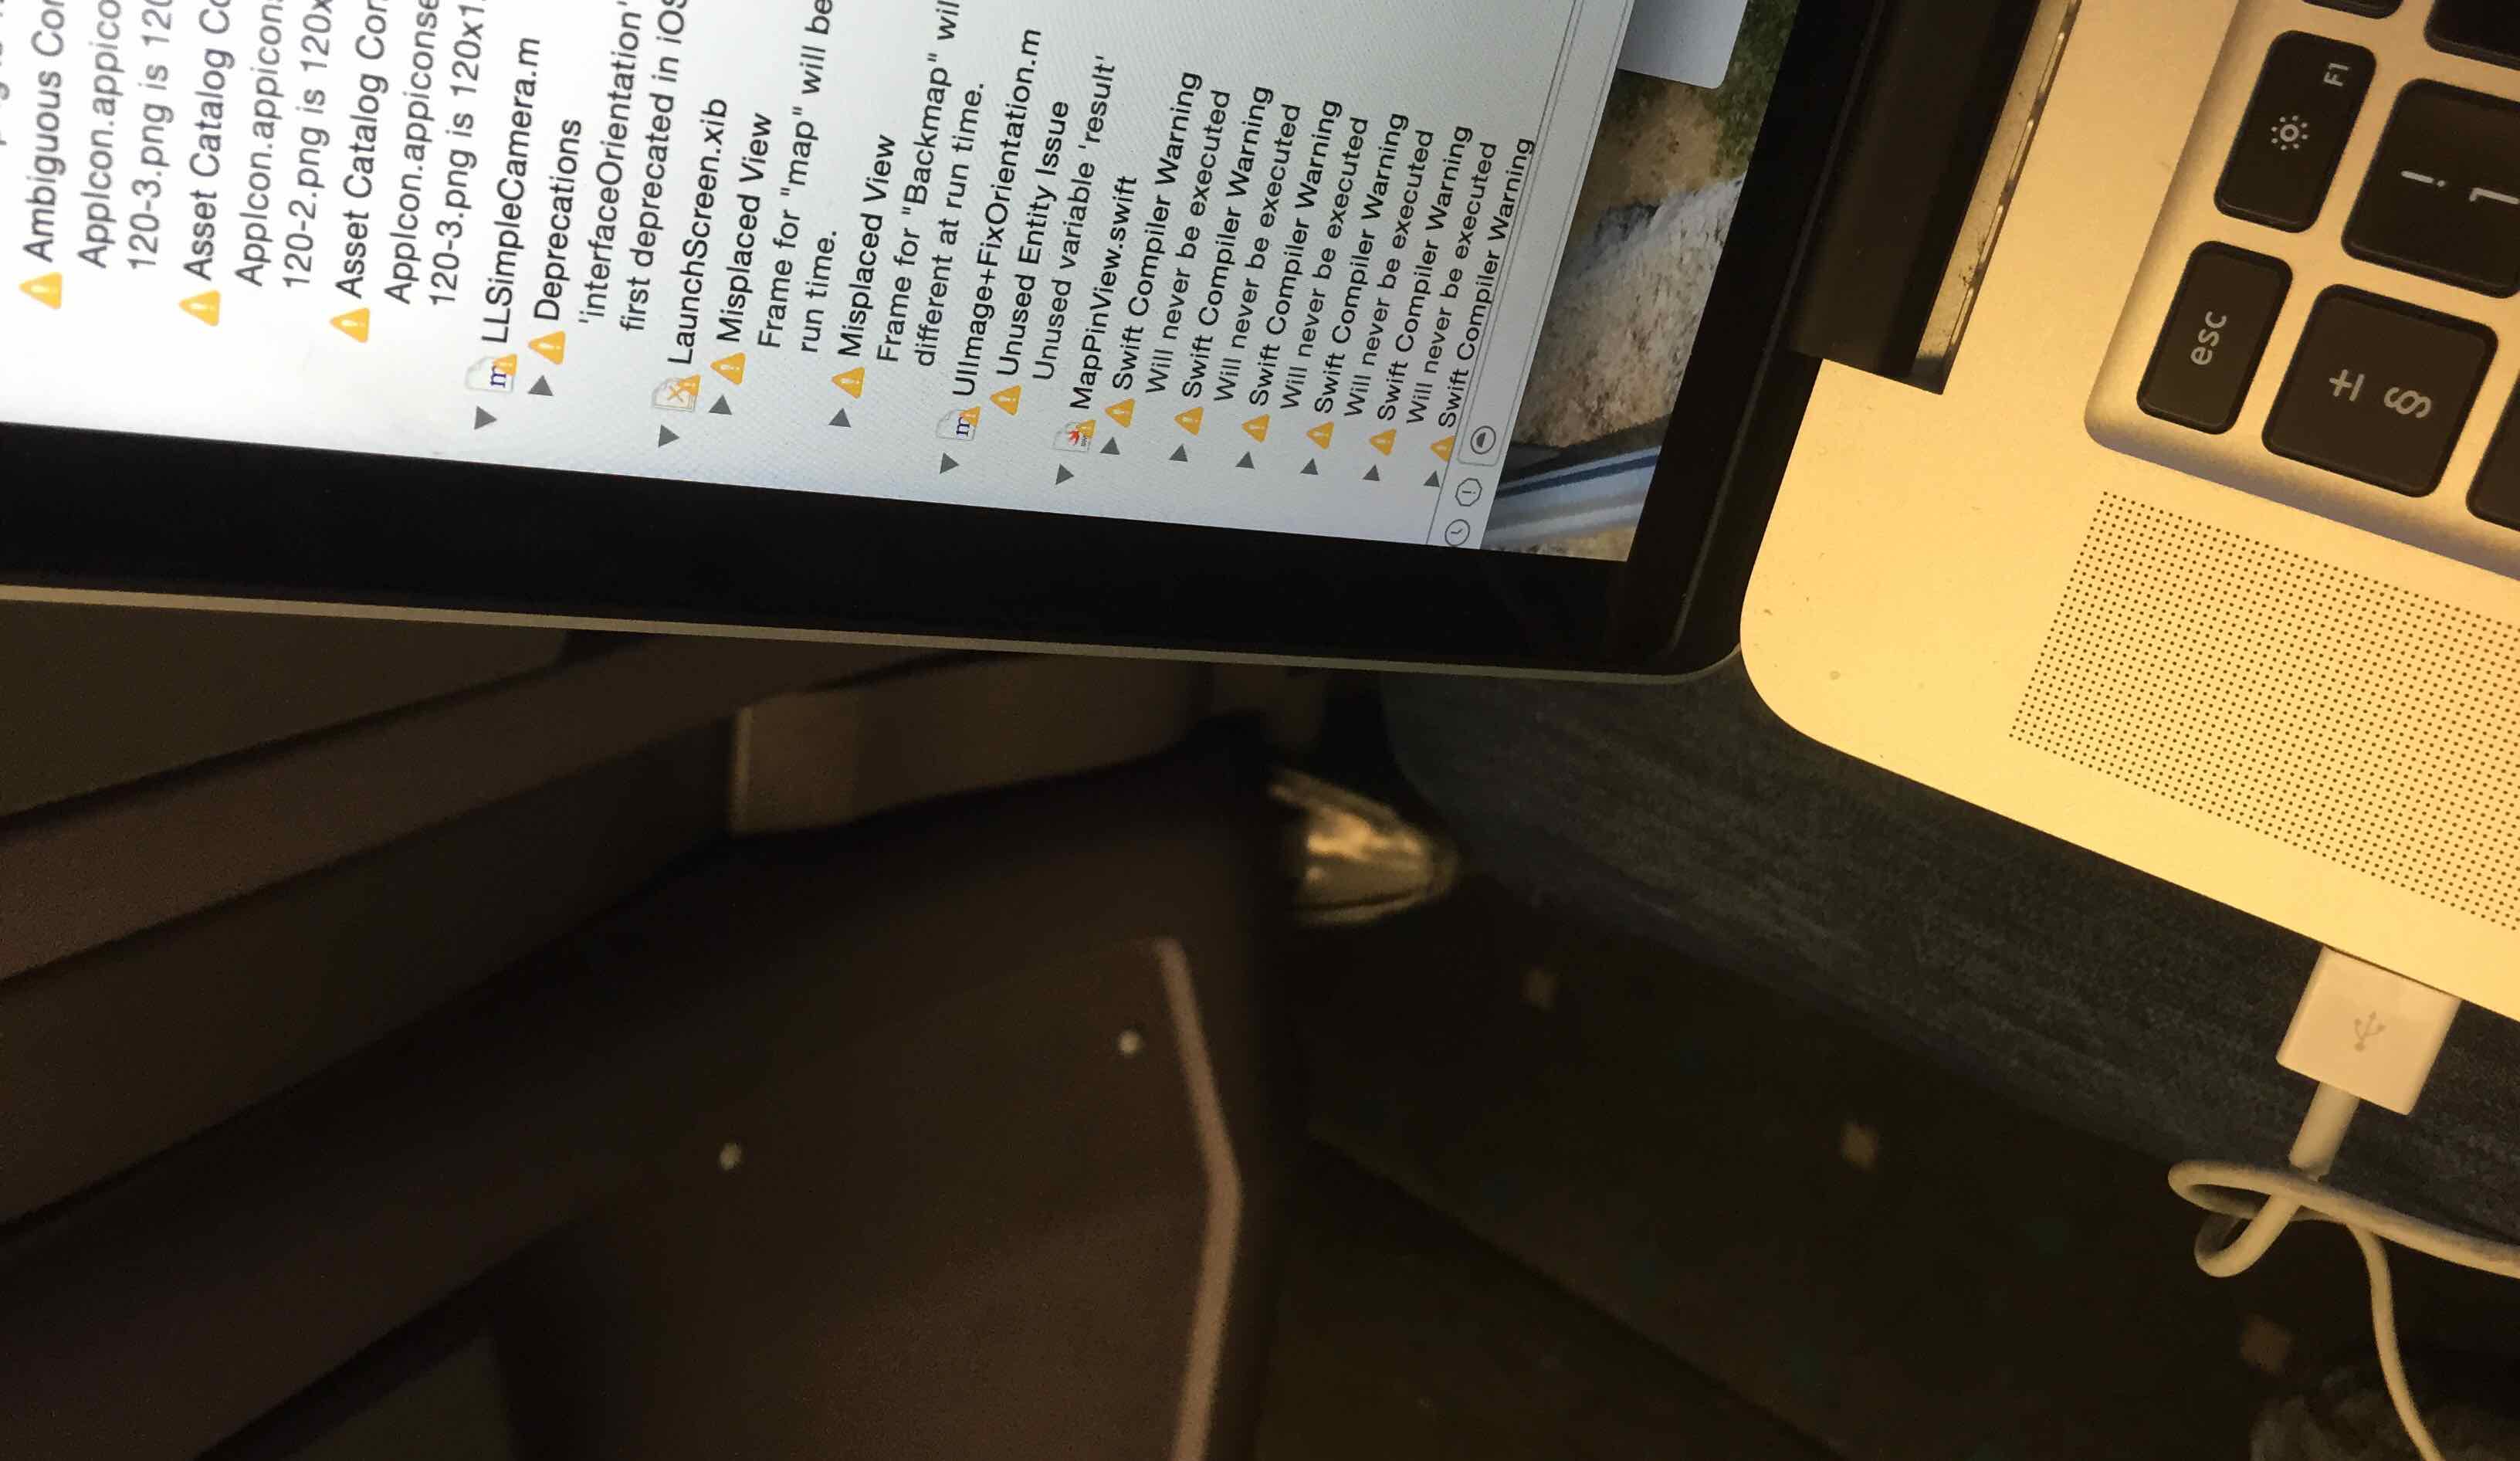 Ambiguous
AppIcon.appico
120-3.png is 120
Asset Catalog
AppIcon.appicon
120-2.png is 120x
Asset Catalog
AppIcon.appiconse
120-3.png is 120x1
LLSimpleCamera.m
Deprecations
'interfaceOrientation'
first deprecated in iOS
LaunchScreen.xib
Misplaced View
Frame for "map" will be
run time.
Misplaced View
Frame for "Backmap" wil
different at run time.
UIImage+FixOrientation.m
Unused Entity Issue
Unused variable 'result'
MapPinView.swift
Swift Compiler Warning
Will never be executed
Swift Compiler Warning
Will never be executed
Swift Compiler Warning
Will never be executed
Swift Compiler Warning
Will never be executed
Swift Compiler Warning
Will never be executed
Swift Compiler Warning
esc
F1
±
§
!
1